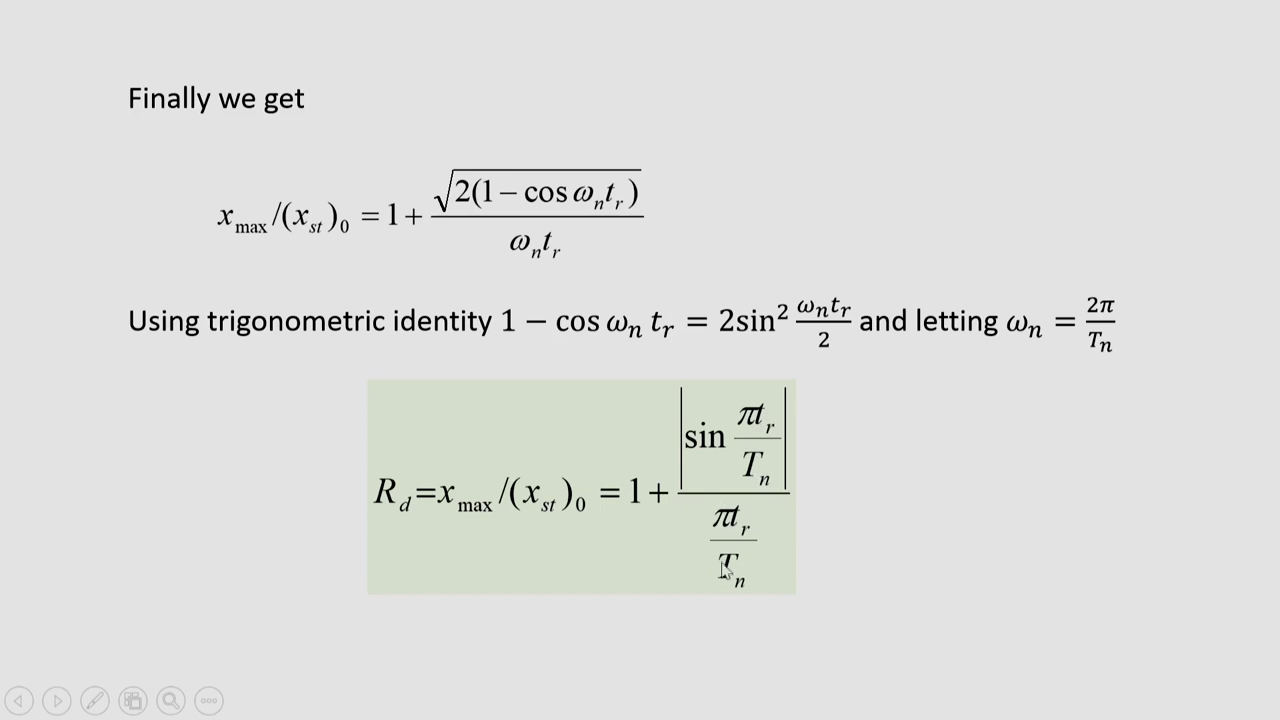 Finally we get
x_max/(x_st)_0 = 1 + √(2(1 − cos ω_n t_r)) / (ω_n t_r)
Using trigonometric identity 1 − cos ω_n t_r = 2sin² (ω_n t_r)/2 and letting ω_n = 2π/T_n
R_d=x_max/(x_st)_0 = 1 + |sin (πt_r/T_n)| / (πt_r/T_n)